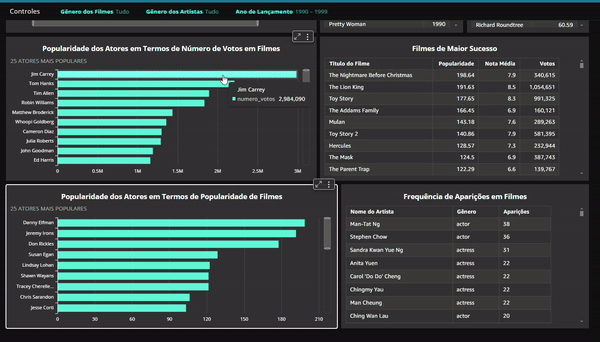 Controles
Gênero dos Filmes Tudo
Gênero dos Artistas Tudo
Ano de Lançamento 1990 – 1999
Pretty Woman 1990
Richard Roundtree 60.59
Popularidade dos Atores em Termos de Número de Votos em Filmes
25 ATORES MAIS POPULARES
Jim Carrey
Tom Hanks
Tim Allen
Robin Williams
Matthew Broderick
Whoopi Goldberg
Cameron Diaz
Julia Roberts
John Goodman
Ed Harris
0 0.5M 1M 1.5M 2M 2.5M 3M
Jim Carrey
numero_votos 2,984,090
Filmes de Maior Sucesso
Título do Filme Popularidade Nota Média Votos
The Nightmare Before Christmas 198.64 7.9 340,615
The Lion King 191.63 8.5 1,054,651
Toy Story 177.65 8.3 991,325
The Addams Family 166.45 6.9 160,121
Mulan 143.18 7.6 289,263
Toy Story 2 140.86 7.9 581,395
Hercules 128.57 7.3 232,944
The Mask 124.5 6.9 387,743
The Parent Trap 122.29 6.6 139,767
Popularidade dos Atores em Termos de Popularidade de Filmes
25 ATORES MAIS POPULARES
Danny Elfman
Jeremy Irons
Don Rickles
Susan Egan
Lindsay Lohan
Shawn Wayans
Tracey Cherelle...
Chris Sarandon
Jesse Corti
0 30 60 90 120 150 180 210
Frequência de Aparições em Filmes
Nome do Artista Gênero Aparições
Man-Tat Ng actor 38
Stephen Chow actor 36
Sandra Kwan Yue Ng actress 31
Anita Yuen actress 22
Carol 'Do Do' Cheng actress 22
Chingmy Yau actress 22
Man Cheung actress 22
Ching Wan Lau actor 20